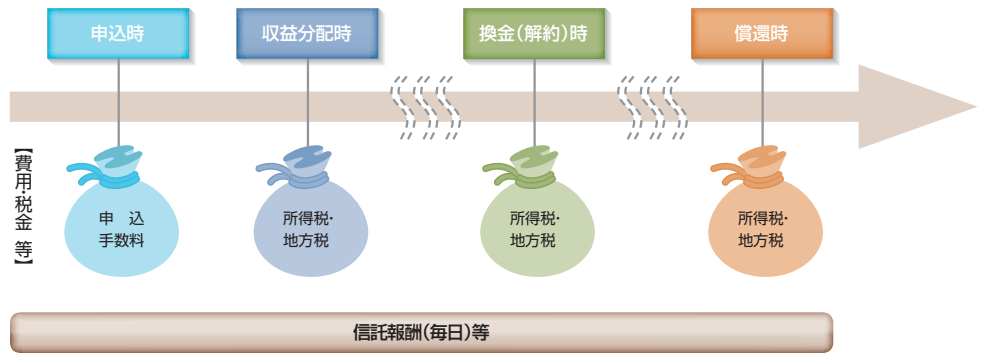 申込時
収益分配時
換金(解約)時
償還時
【費用・税金 等】
申 込
手数料
所得税・
地方税
所得税・
地方税
所得税・
地方税
信託報酬(毎日)等